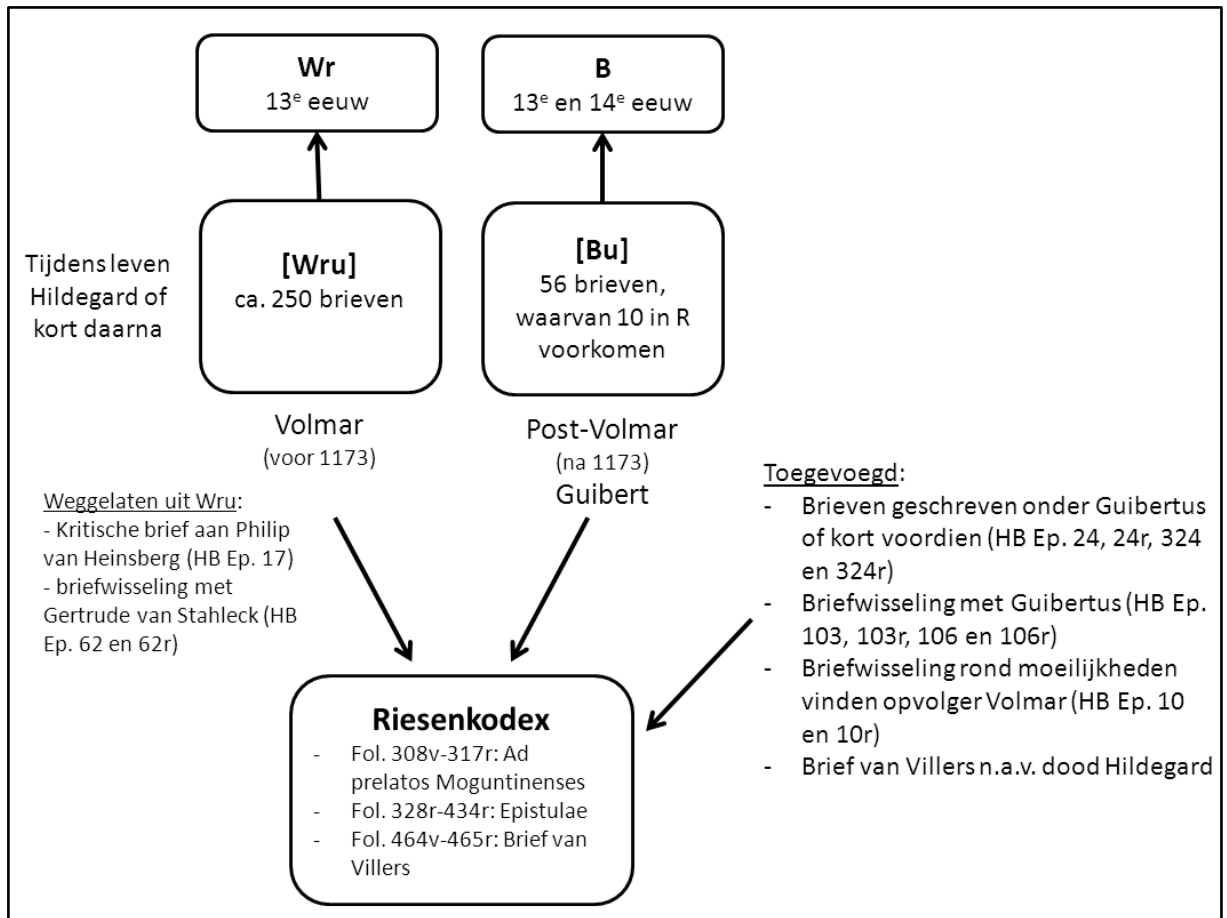 Wr
13e eeuw
B
13e en 14e eeuw
Tijdens leven
Hildegard of
kort daarna
[Wru]
ca. 250 brieven
[Bu]
56 brieven,
waarvan 10 in R
voorkomen
Volmar
(voor 1173)
Post-Volmar
(na 1173)
Guibert
Weggelaten uit Wru:
- Kritische brief aan Philip
van Heinsberg (HB Ep. 17)
- briefwisseling met
Gertrude van Stahleck (HB
Ep. 62 en 62r)
Toegevoegd:
- Brieven geschreven onder Guibertus
of kort voordien (HB Ep. 24, 24r, 324
en 324r)
- Briefwisseling met Guibertus (HB Ep.
103, 103r, 106 en 106r)
- Briefwisseling rond moeilijkheden
vinden opvolger Volmar (HB Ep. 10
en 10r)
- Brief van Villers n.a.v. dood Hildegard
Riesenkodex
- Fol. 308v-317r: Ad
prelatos Moguntinenses
- Fol. 328r-434r: Epistulae
- Fol. 464v-465r: Brief van
Villers